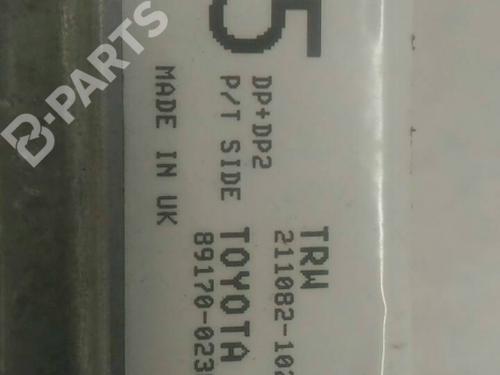 5
DP+DP2
P/T SIDE
MADE IN UK
TRW
211082-102
TOYOTA
89170-023
B-PARTS